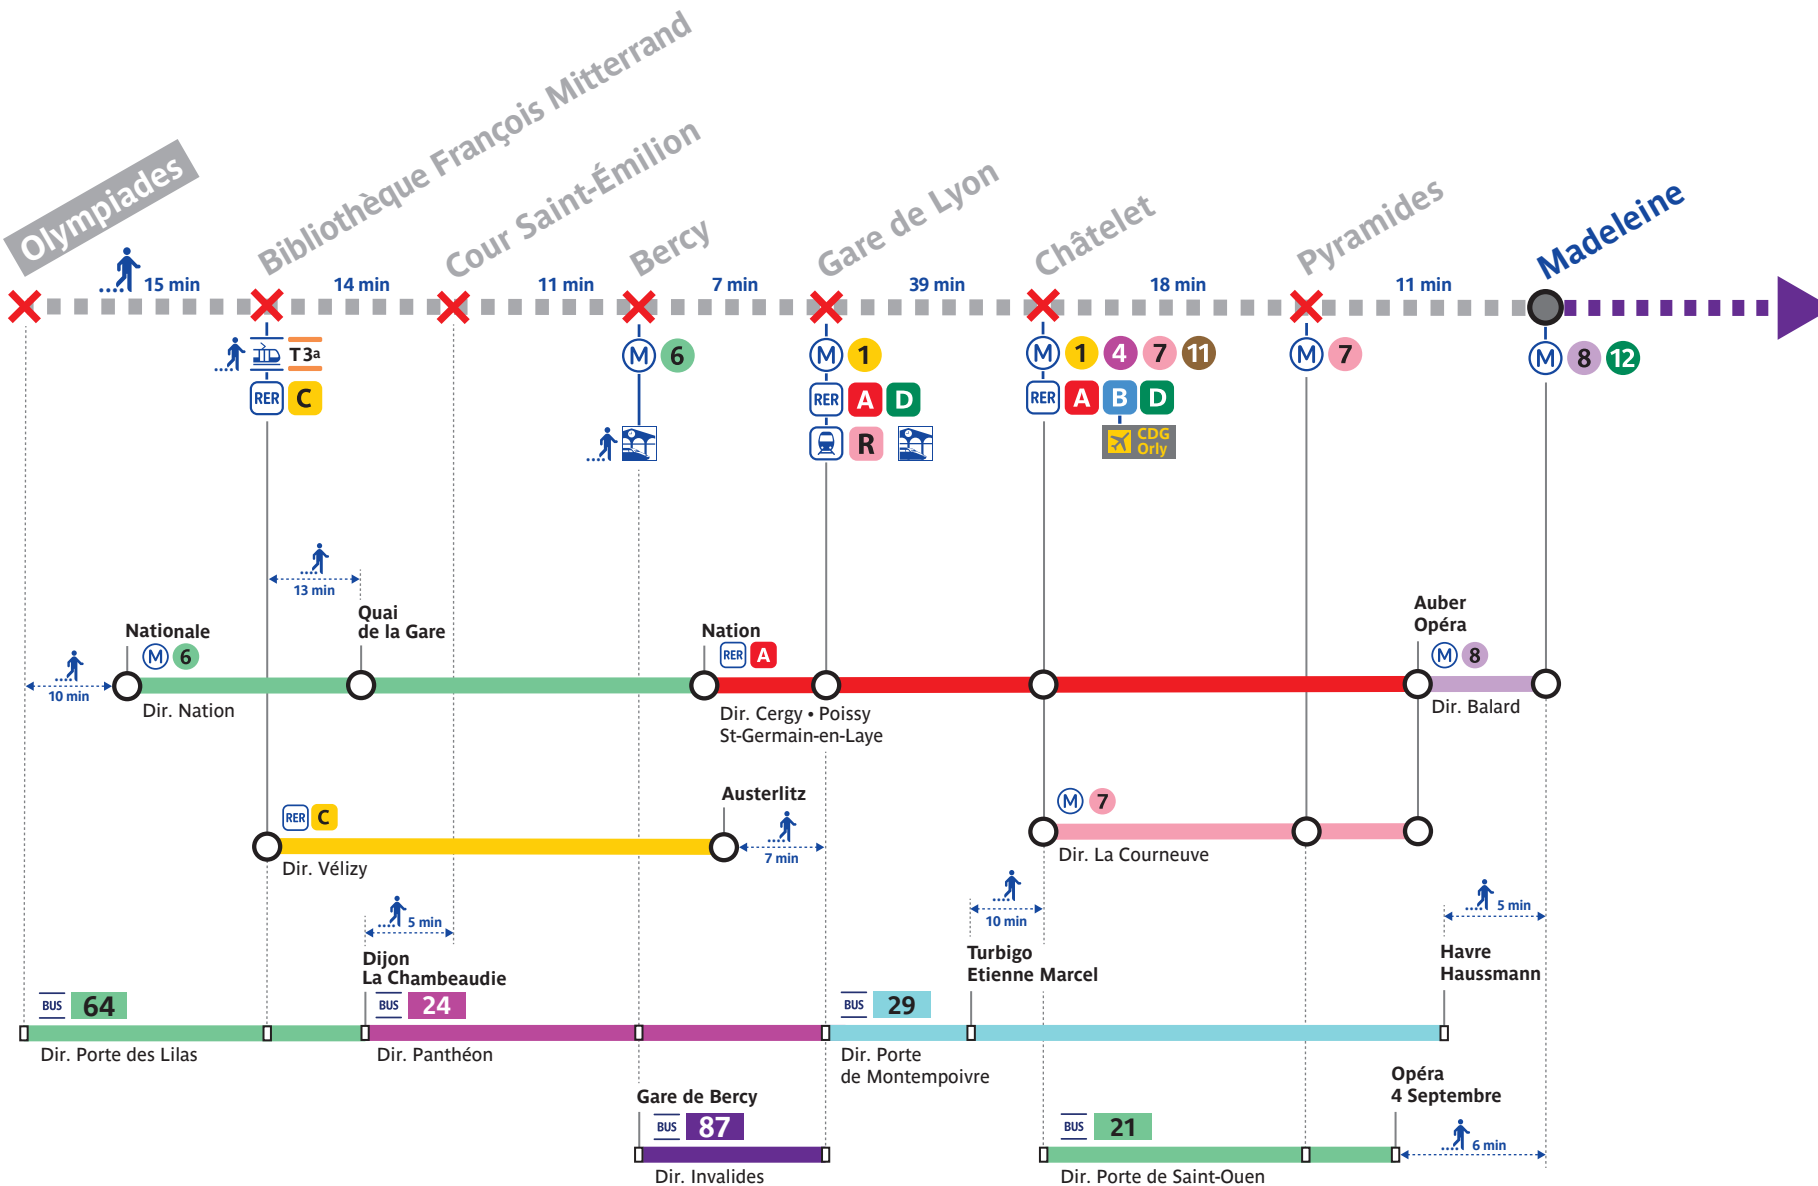 Olympiades
Bibliothèque François Mitterrand
Cour Saint-Émilion
Bercy
Gare de Lyon
Châtelet
Pyramides
Madeleine
15 min
14 min
11 min
7 min
39 min
18 min
11 min
T3a
RER C
M 6
M 1
RER A D
R
M 1 4 7 11
RER A B D
CDG
Orly
M 7
M 8 12
13 min
Quai
de la Gare
Nationale
M 6
10 min
Dir. Nation
Nation
RER A
Dir. Cergy • Poissy
St-Germain-en-Laye
Auber
Opéra
M 8
Dir. Balard
RER C
Dir. Vélizy
Austerlitz
7 min
M 7
Dir. La Courneuve
5 min
Dijon
La Chambeaudie
10 min
Turbigo
Etienne Marcel
5 min
Havre
Haussmann
BUS 64
Dir. Porte des Lilas
BUS 24
Dir. Panthéon
BUS 29
Dir. Porte
de Montempoivre
Gare de Bercy
BUS 87
Dir. Invalides
BUS 21
Dir. Porte de Saint-Ouen
Opéra
4 Septembre
6 min